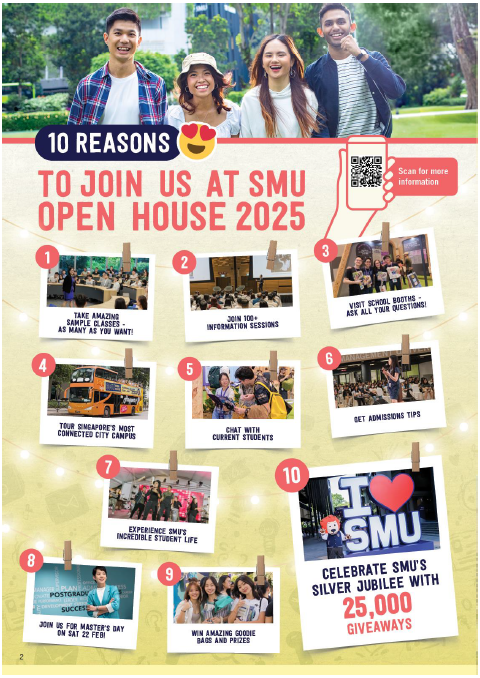 10 REASONS
TO JOIN US AT SMU
OPEN HOUSE 2025
Scan for more
information
1
TAKE AMAZING
SAMPLE CLASSES -
AS MANY AS YOU WANT!
2
JOIN 100+
INFORMATION SESSIONS
3
VISIT SCHOOL BOOTHS -
ASK ALL YOUR QUESTIONS!
4
TOUR SINGAPORE'S MOST
CONNECTED CITY CAMPUS
5
CHAT WITH
CURRENT STUDENTS
6
GET ADMISSIONS TIPS
7
EXPERIENCE SMU'S
INCREDIBLE STUDENT LIFE
8
POSTGRADU
SUCCESS
JOIN US FOR MASTER'S DAY
ON SAT 22 FEB!
9
WIN AMAZING GOODIE
BAGS AND PRIZES
10
I
SMU
CELEBRATE SMU'S
SILVER JUBILEE WITH
25,000
GIVEAWAYS
2